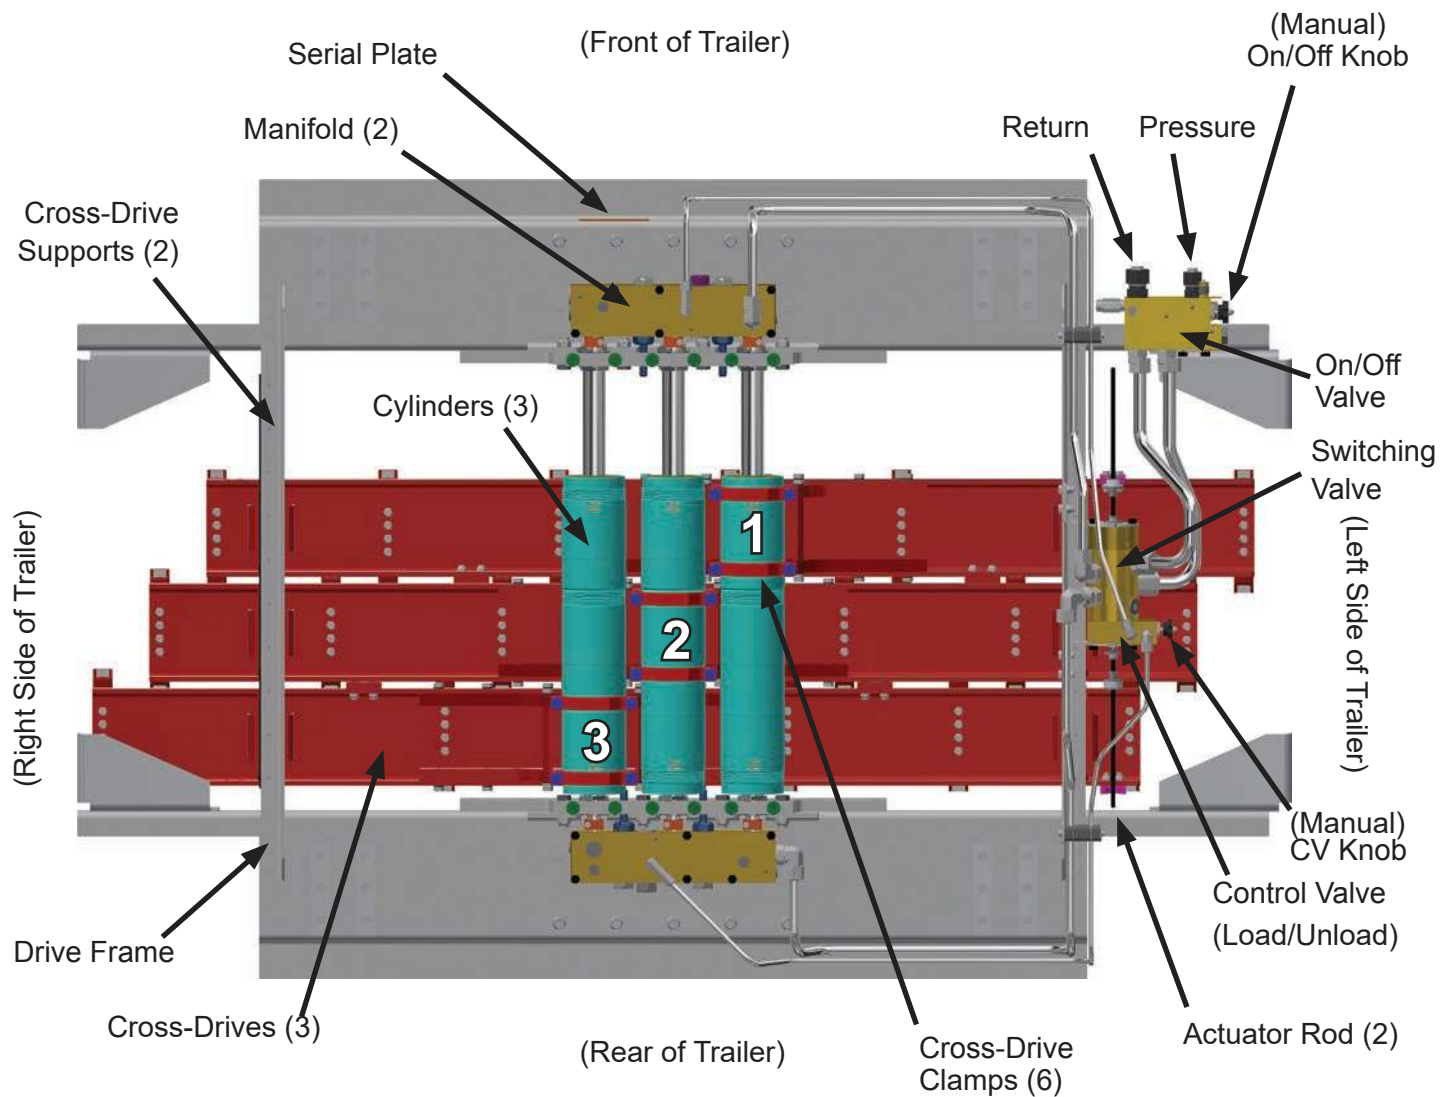 (Front of Trailer)
Serial Plate
(Manual)
On/Off Knob
Manifold (2)
Return
Pressure
Cross-Drive
Supports (2)
On/Off
Valve
Cylinders (3)
Switching
Valve
1
2
3
(Right Side of Trailer)
(Left Side of Trailer)
(Manual)
CV Knob
Control Valve
(Load/Unload)
Drive Frame
Cross-Drives (3)
(Rear of Trailer)
Cross-Drive
Clamps (6)
Actuator Rod (2)